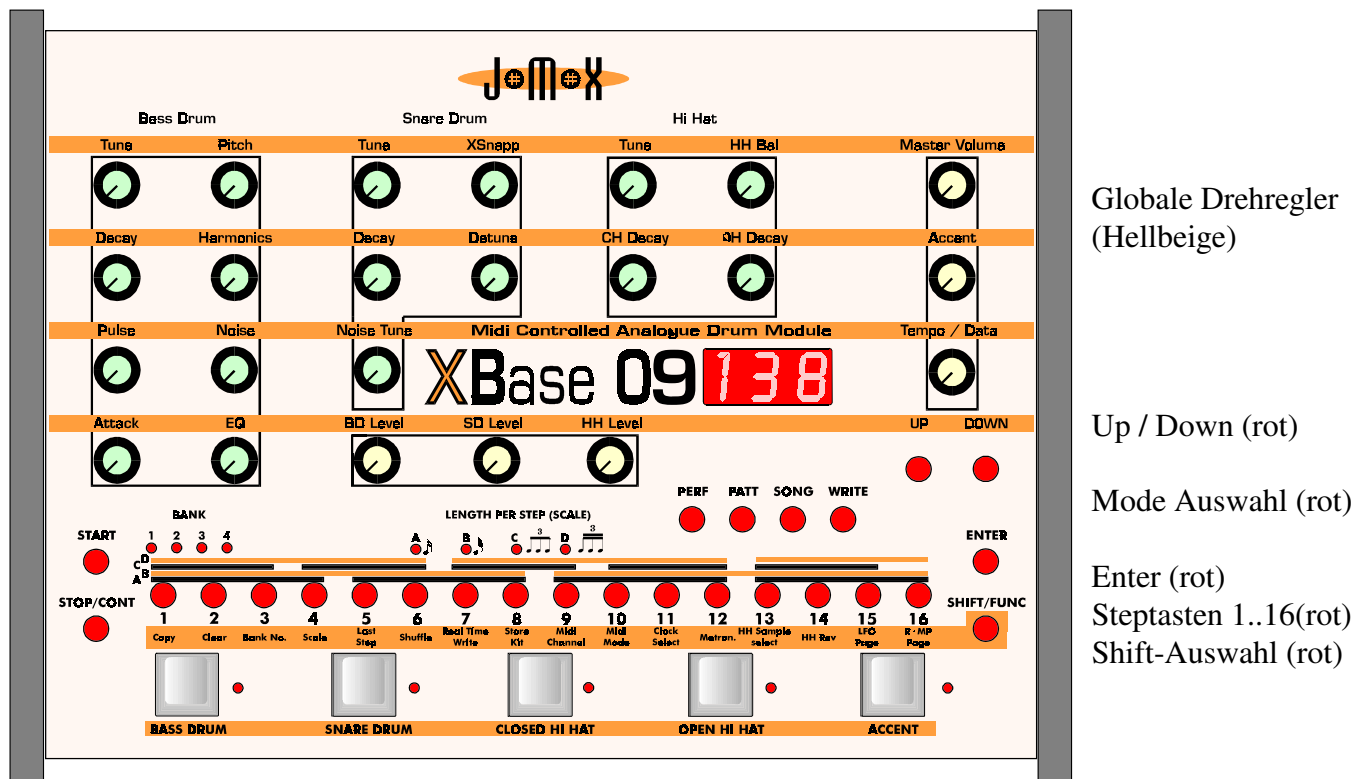 JoMoX
Bass Drum Snare Drum Hi Hat
Tune Pitch Tune XSnapp Tune HH Bal Master Volume
Globale Drehregler
(Hellbeige)
Decay Harmonics Decay Detune CH Decay OH Decay Accent
Pulse Noise Noise Tune Midi Controlled Analogue Drum Module Tempo / Data
XBase 09 138
Attack EQ BD Level SD Level HH Level UP DOWN
Up / Down (rot)
PERF PATT SONG WRITE
Mode Auswahl (rot)
BANK LENGTH PER STEP (SCALE)
START 1 2 3 4 A B C 3 D 3 ENTER
D
C
B
A
Enter (rot)
STOP/CONT SHIFT/FUNC
Steptasten 1..16(rot)
1 2 3 4 5 6 7 8 9 10 11 12 13 14 15 16
Copy Clear Bank No. Scale Last Step Shuffle Real Time Write Store Kit Midi Channel Midi Mode Clock Select Metron. HH Sample select HH Rev LFO Page Page
Shift-Auswahl (rot)
BASS DRUM SNARE DRUM CLOSED HI HAT OPEN HI HAT ACCENT